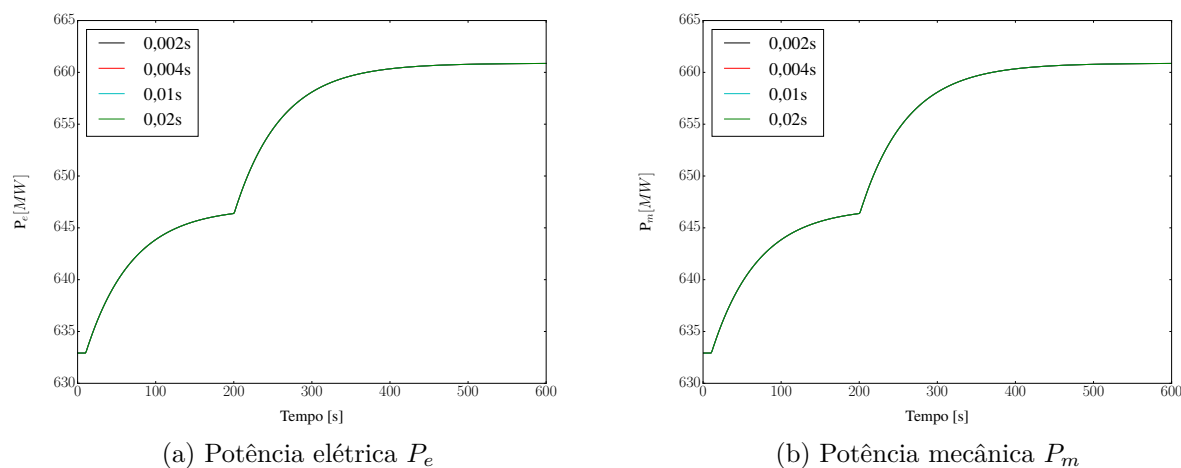 665
660
655
650
645
640
635
630
P_e[MW]
0,002s
0,004s
0,01s
0,02s
0 100 200 300 400 500 600
Tempo [s]
(a) Potência elétrica P_e
665
660
655
650
645
640
635
630
P_m[MW]
0,002s
0,004s
0,01s
0,02s
0 100 200 300 400 500 600
Tempo [s]
(b) Potência mecânica P_m